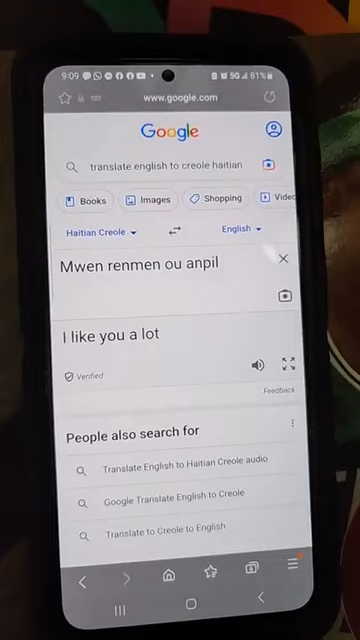 9:09 5G 81%
www.google.com
Google
translate english to creole haitian
Books Images Shopping Video
Haitian Creole English
Mwen renmen ou anpil
I like you a lot
Verified
Feedback
People also search for
Translate English to Haitian Creole audio
Google Translate English to Creole
Translate to Creole to English